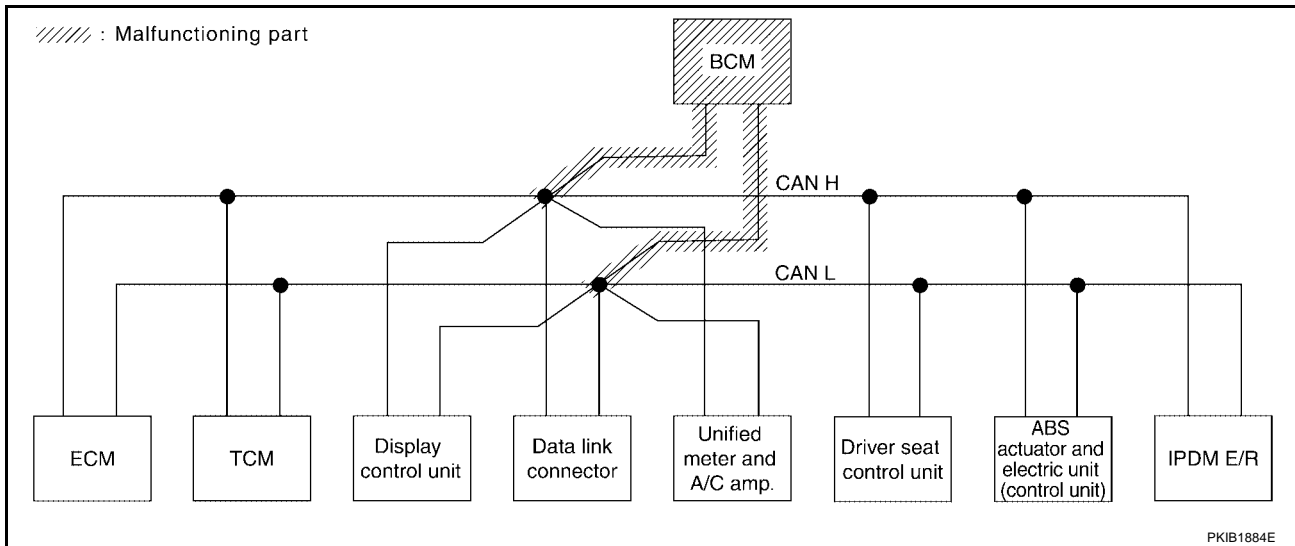 : Malfunctioning part
BCM
CAN H
CAN L
ECM
TCM
Display
control unit
Data link
connector
Unified
meter and
A/C amp.
Driver seat
control unit
ABS
actuator and
electric unit
(control unit)
IPDM E/R
PKIB1884E